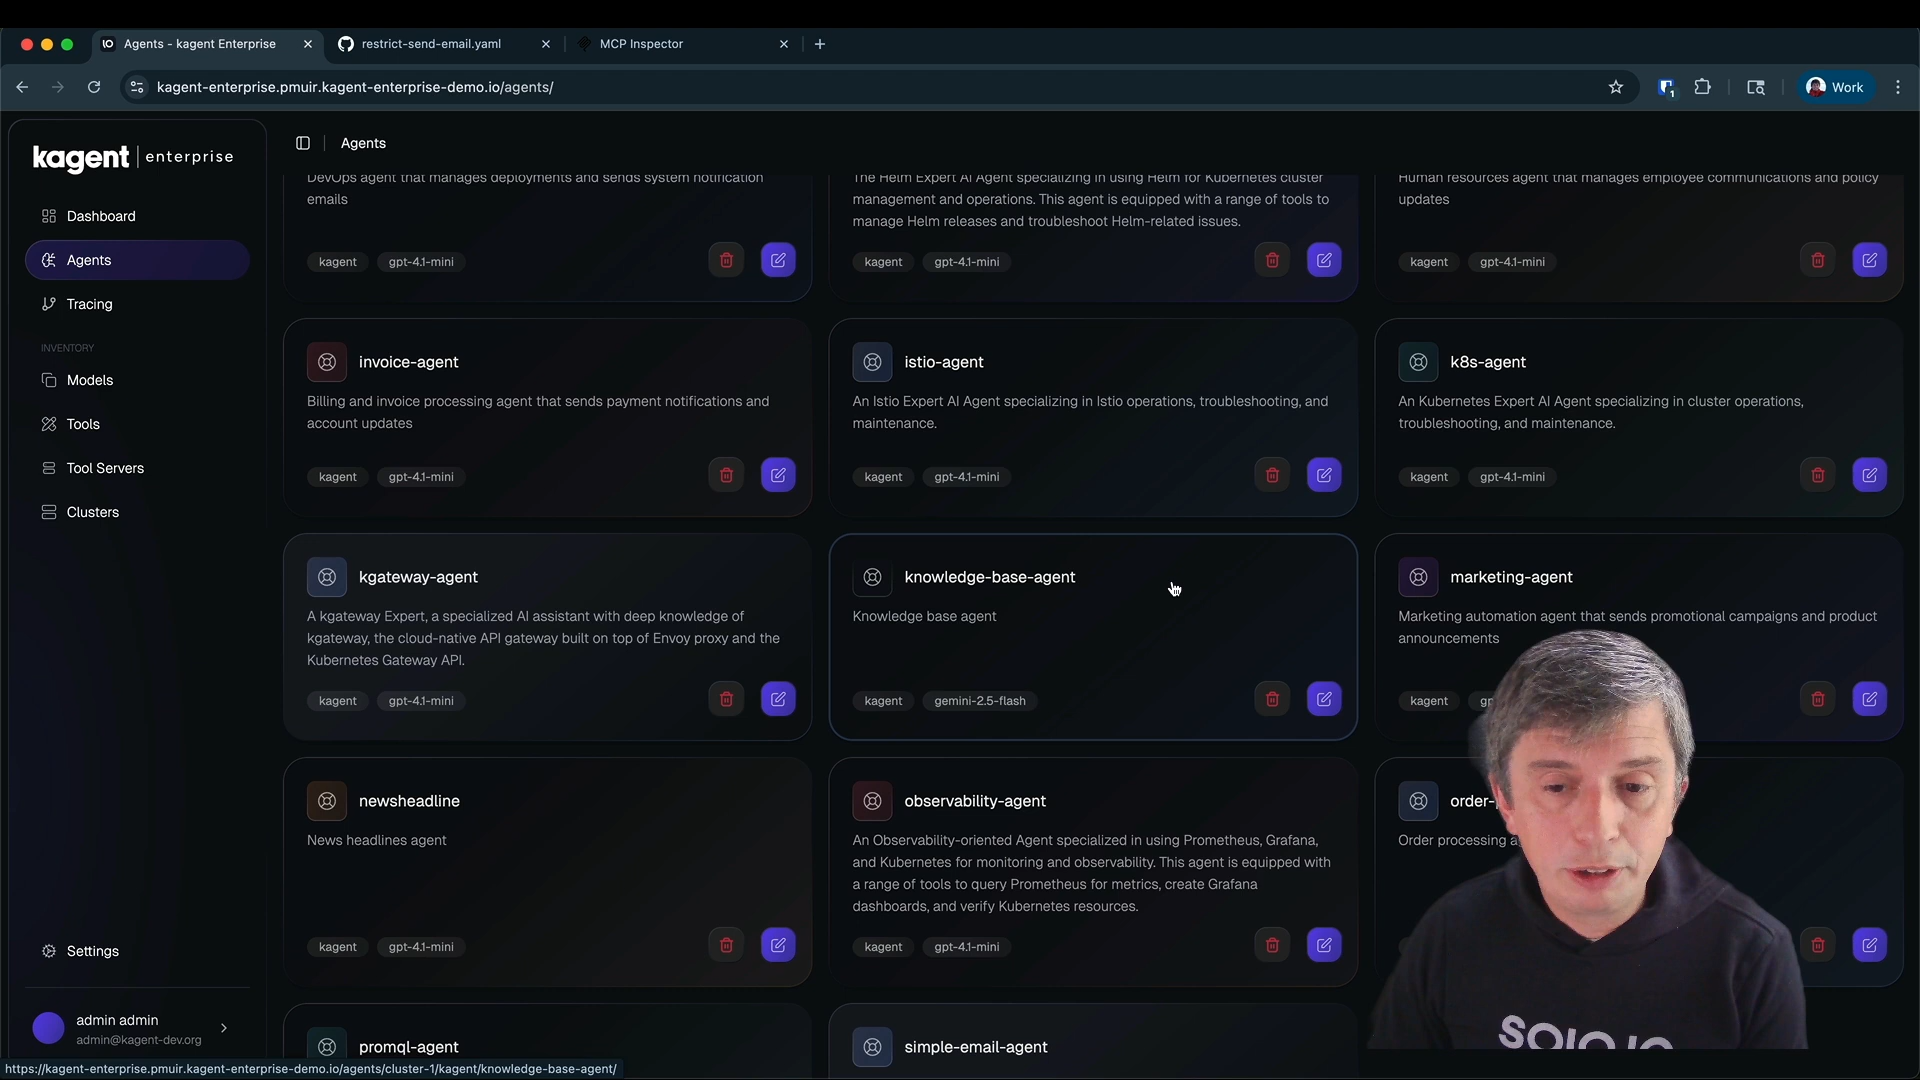 Agents - kagent Enterprise
restrict-send-email.yaml
MCP Inspector
kagent-enterprise.pmuir.kagent-enterprise-demo.io/agents/
1
Work
kagent | enterprise
Agents
Dashboard
Agents
Tracing
INVENTORY
Models
Tools
Tool Servers
Clusters
Settings
admin admin
admin@kagent-dev.org
DevOps agent that manages deployments and sends system notification
emails
kagent
gpt-4.1-mini
The Helm Expert AI Agent specializing in using Helm for Kubernetes cluster
management and operations. This agent is equipped with a range of tools to
manage Helm releases and troubleshoot Helm-related issues.
kagent
gpt-4.1-mini
Human resources agent that manages employee communications and policy
updates
kagent
gpt-4.1-mini
invoice-agent
Billing and invoice processing agent that sends payment notifications and
account updates
kagent
gpt-4.1-mini
istio-agent
An Istio Expert AI Agent specializing in Istio operations, troubleshooting, and
maintenance.
kagent
gpt-4.1-mini
k8s-agent
An Kubernetes Expert AI Agent specializing in cluster operations,
troubleshooting, and maintenance.
kagent
gpt-4.1-mini
kgateway-agent
A kgateway Expert, a specialized AI assistant with deep knowledge of
kgateway, the cloud-native API gateway built on top of Envoy proxy and the
Kubernetes Gateway API.
kagent
gpt-4.1-mini
knowledge-base-agent
Knowledge base agent
kagent
gemini-2.5-flash
marketing-agent
Marketing automation agent that sends promotional campaigns and product
announcements
kagent
newsheadline
News headlines agent
kagent
gpt-4.1-mini
observability-agent
An Observability-oriented Agent specialized in using Prometheus, Grafana,
and Kubernetes for monitoring and observability. This agent is equipped with
a range of tools to query Prometheus for metrics, create Grafana
dashboards, and verify Kubernetes resources.
kagent
gpt-4.1-mini
order-
Order processing
promql-agent
simple-email-agent
solo.io
https://kagent-enterprise.pmuir.kagent-enterprise-demo.io/agents/cluster-1/kagent/knowledge-base-agent/